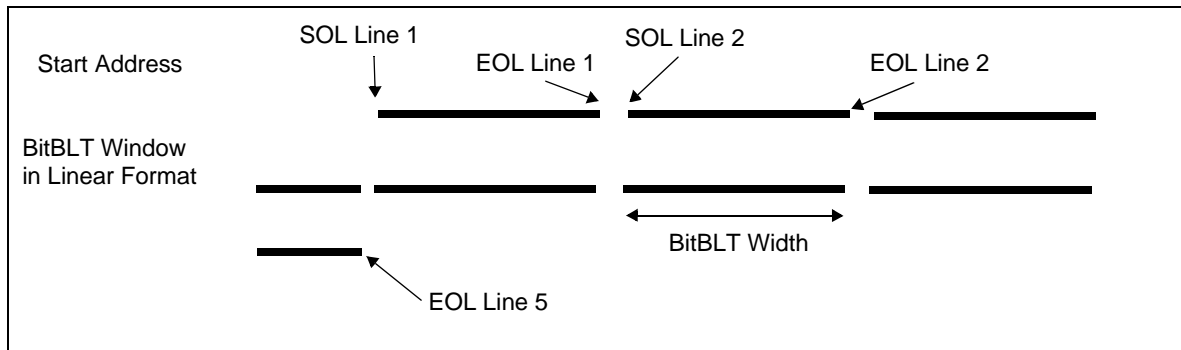 SOL Line 1
SOL Line 2
Start Address
EOL Line 1
EOL Line 2
BitBLT Window
in Linear Format
BitBLT Width
EOL Line 5